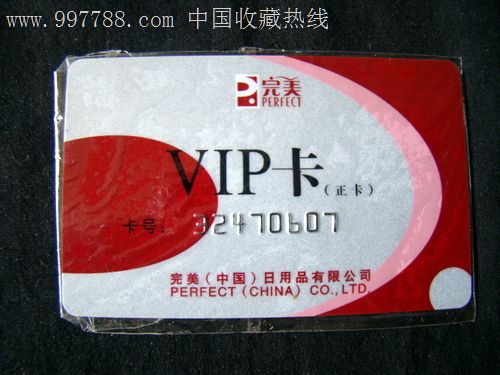 www.997788.com 中国收藏热线
完美
PERFECT
VIP卡（正卡）
卡号: 32470607
完美（中国）日用品有限公司
PERFECT (CHINA) CO., LTD.